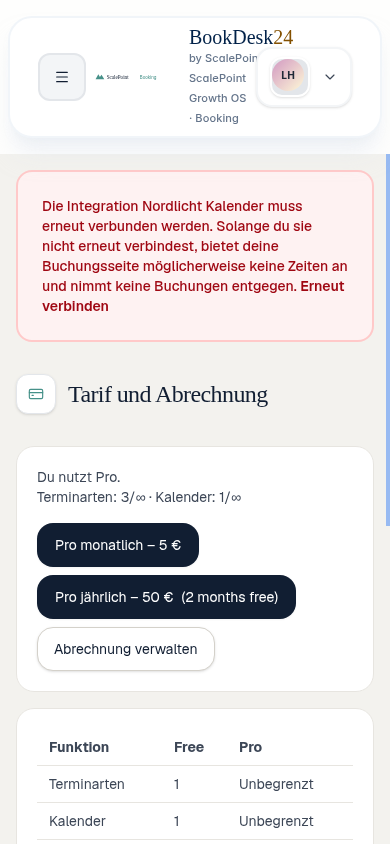 BookDesk24
ScalePoint Booking
by ScalePoin
ScalePoint
Growth OS
· Booking
LH
Die Integration Nordlicht Kalender muss
erneut verbunden werden. Solange du sie
nicht erneut verbindest, bietet deine
Buchungsseite möglicherweise keine Zeiten an
und nimmt keine Buchungen entgegen. Erneut
verbinden
Tarif und Abrechnung
Du nutzt Pro.
Terminarten: 3/∞ · Kalender: 1/∞
Pro monatlich – 5 €
Pro jährlich – 50 € (2 months free)
Abrechnung verwalten
Funktion Free Pro
Terminarten 1 Unbegrenzt
Kalender 1 Unbegrenzt